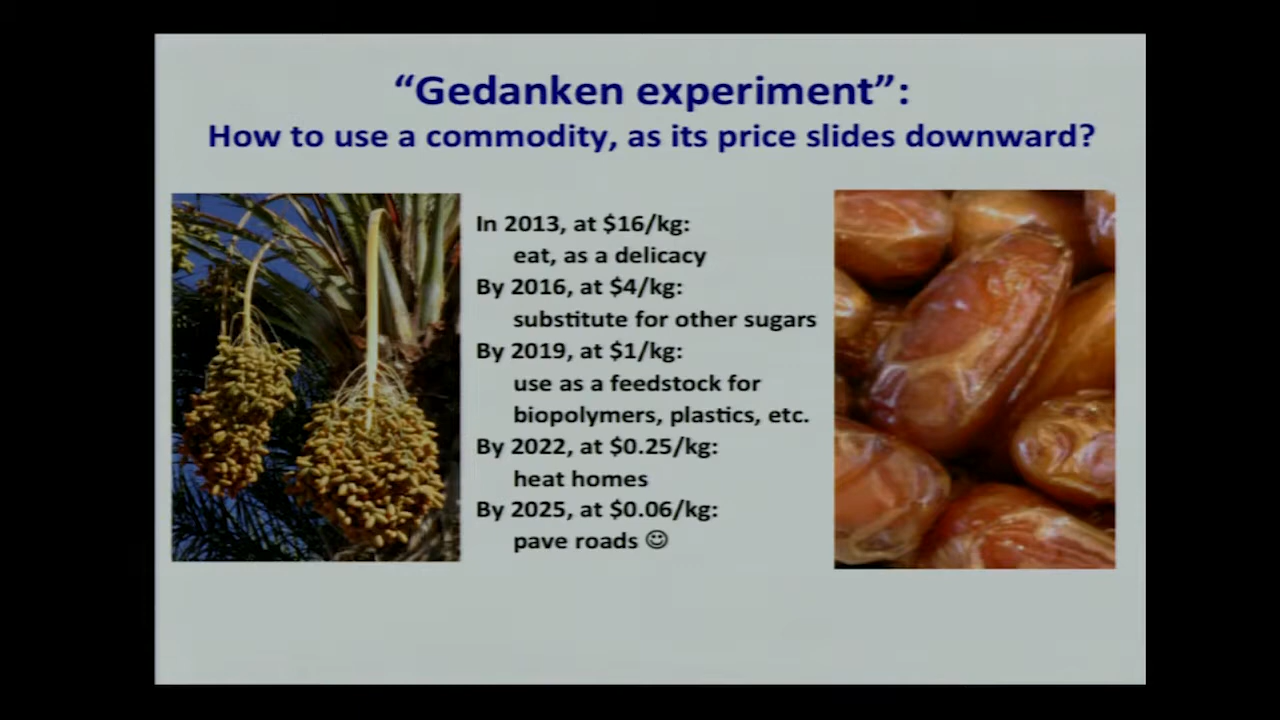 “Gedanken experiment”:
How to use a commodity, as its price slides downward?
In 2013, at $16/kg:
eat, as a delicacy
By 2016, at $4/kg:
substitute for other sugars
By 2019, at $1/kg:
use as a feedstock for
biopolymers, plastics, etc.
By 2022, at $0.25/kg:
heat homes
By 2025, at $0.06/kg:
pave roads ☺